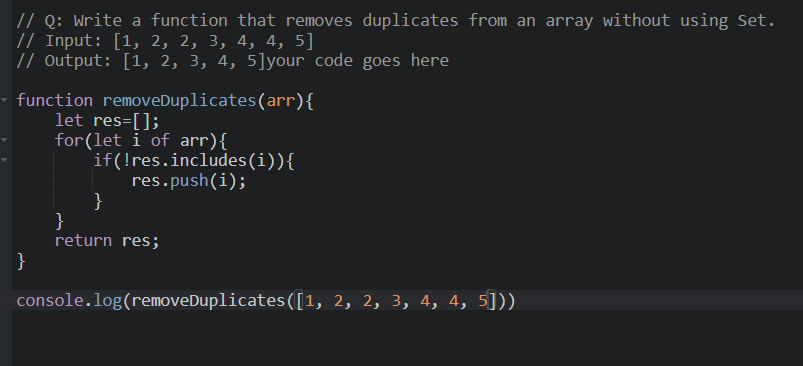 // Q: Write a function that removes duplicates from an array without using Set.
// Input: [1, 2, 2, 3, 4, 4, 5]
// Output: [1, 2, 3, 4, 5]your code goes here
function removeDuplicates(arr){
    let res=[];
    for(let i of arr){
        if(!res.includes(i)){
            res.push(i);
        }
    }
    return res;
}
console.log(removeDuplicates([1, 2, 2, 3, 4, 4, 5]))